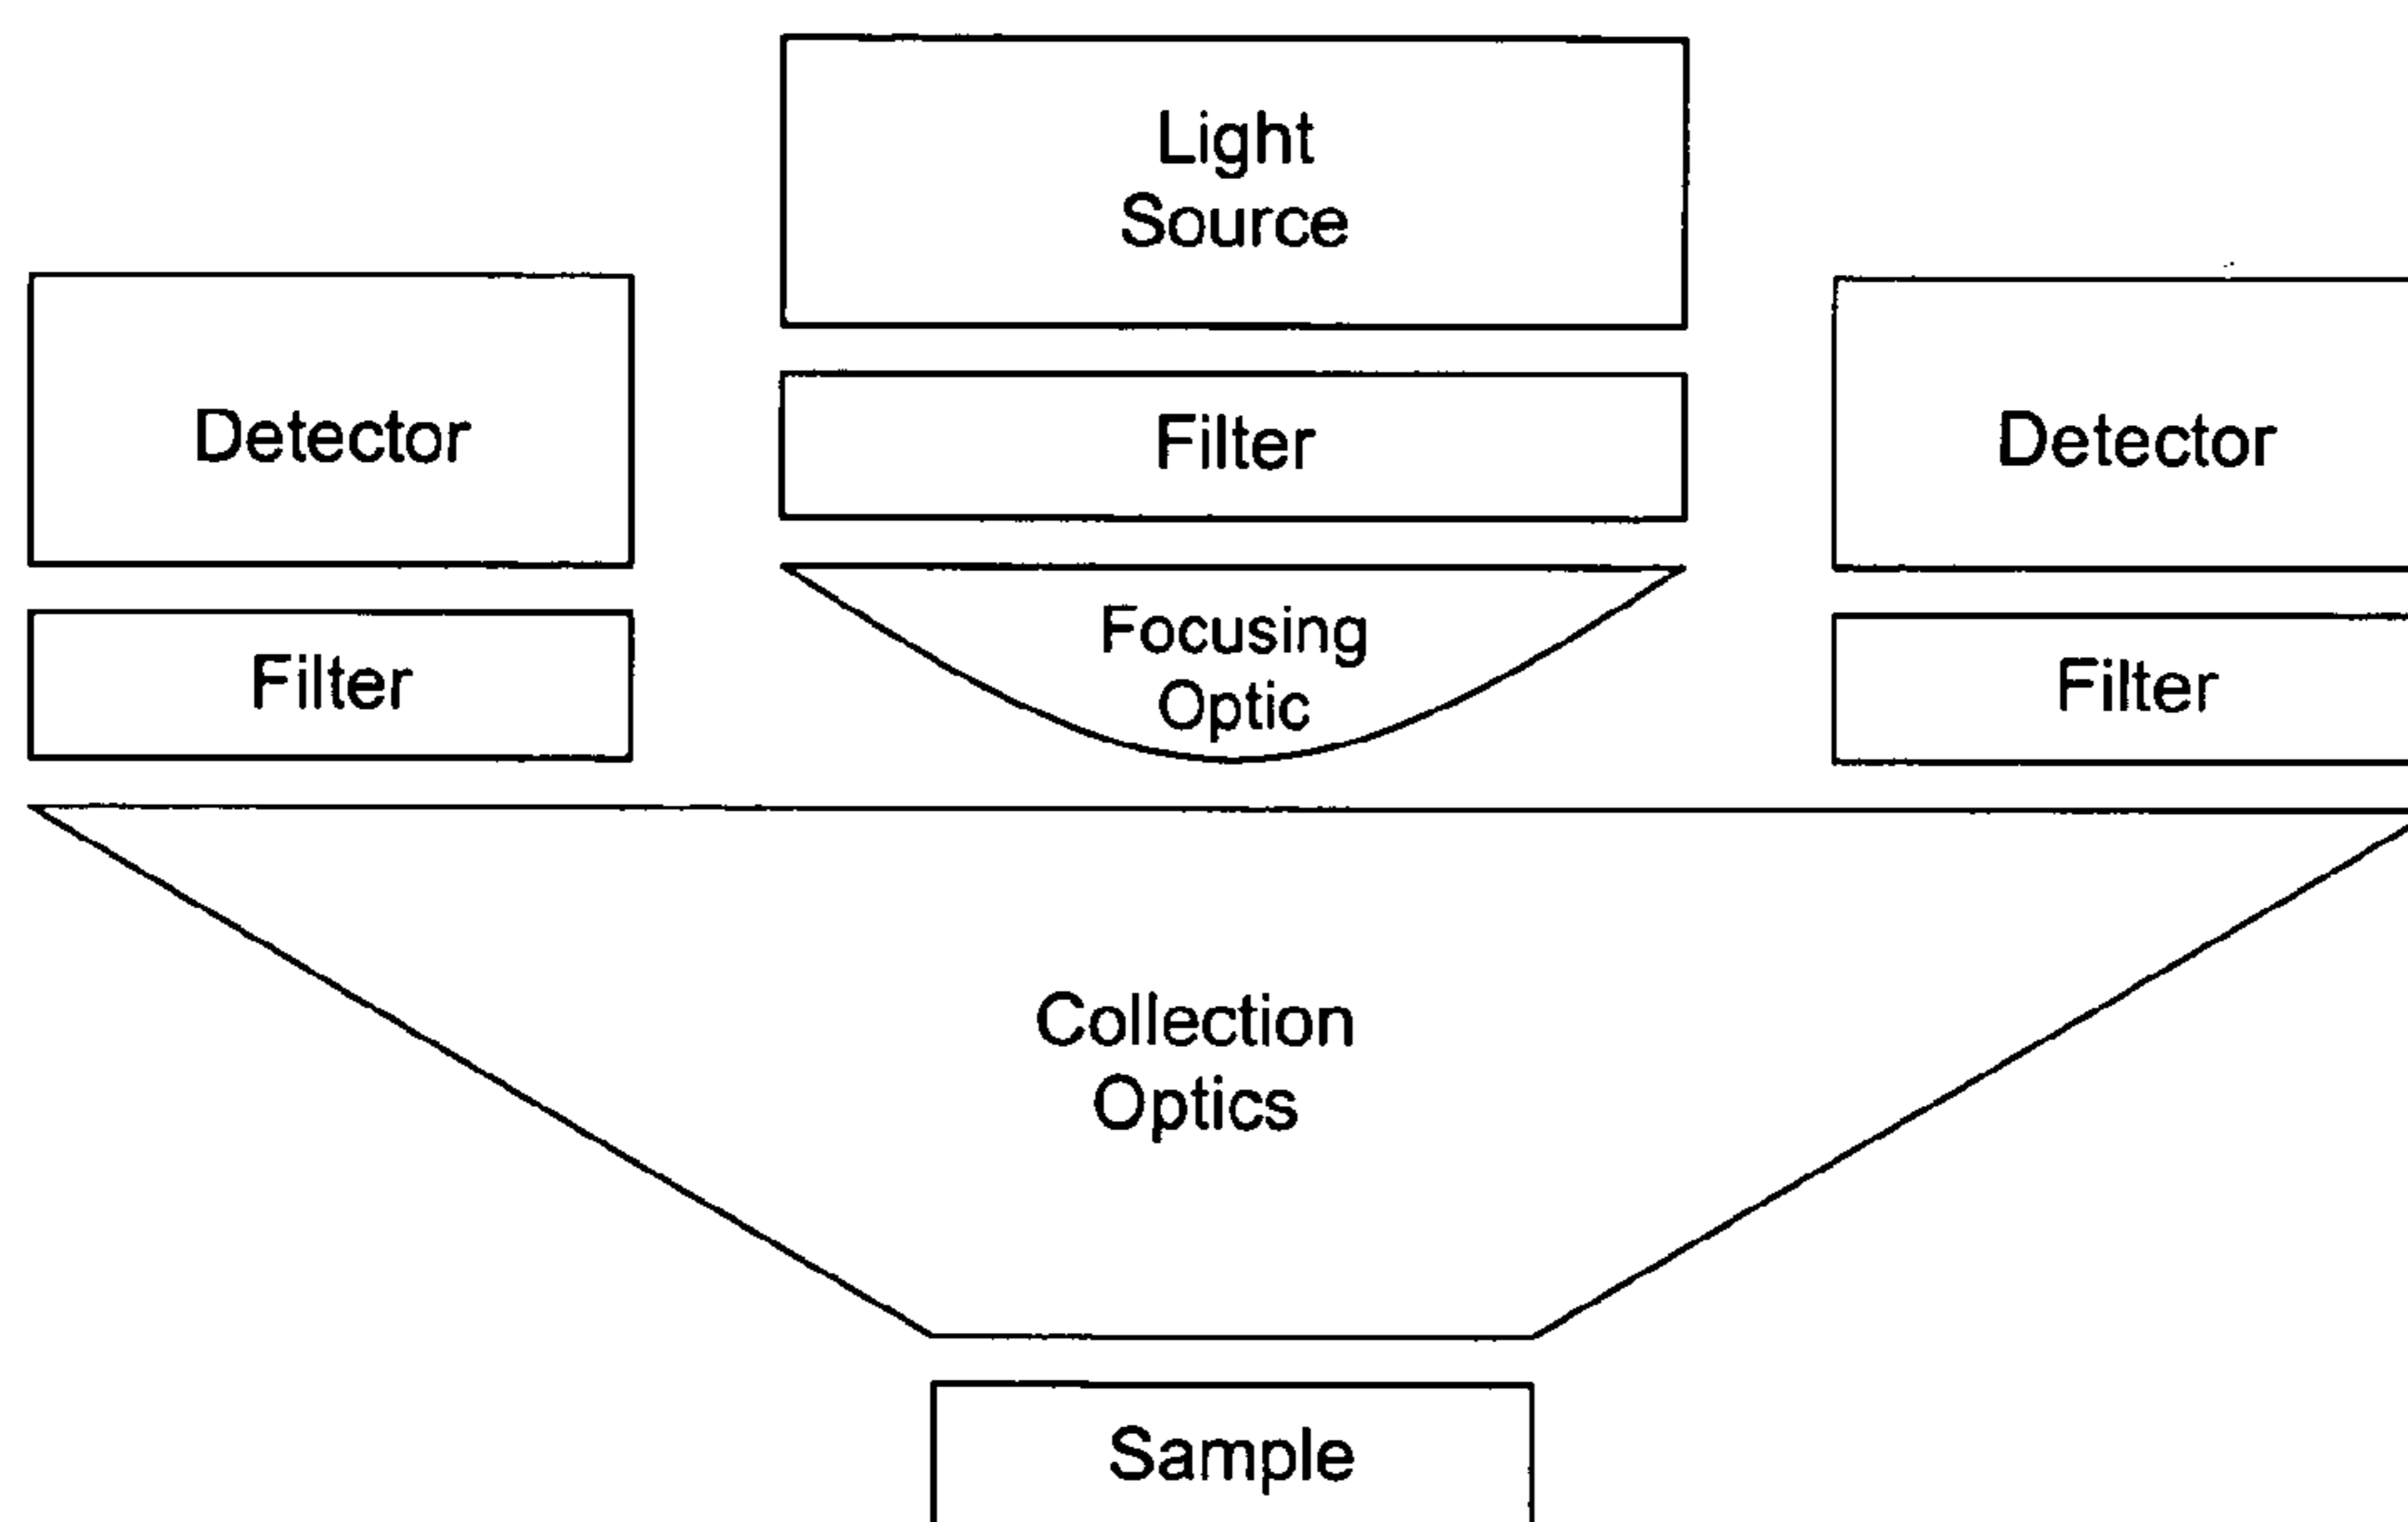 Light
Source
Detector
Filter
Detector
Filter
Focusing
Optic
Filter
Collection
Optics
Sample